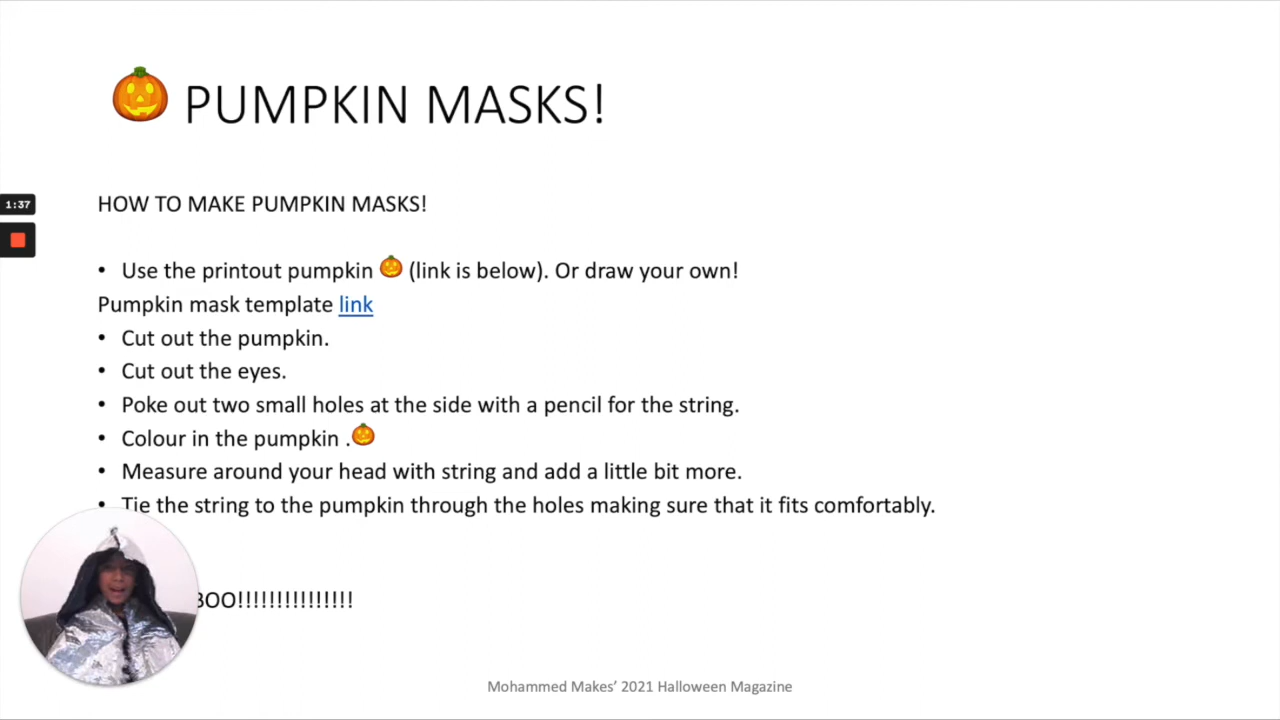 🎃 PUMPKIN MASKS!
HOW TO MAKE PUMPKIN MASKS!
1:37
• Use the printout pumpkin 🎃 (link is below). Or draw your own!
Pumpkin mask template link
• Cut out the pumpkin.
• Cut out the eyes.
• Poke out two small holes at the side with a pencil for the string.
• Colour in the pumpkin .🎃
• Measure around your head with string and add a little bit more.
• Tie the string to the pumpkin through the holes making sure that it fits comfortably.
BOO!!!!!!!!!!!!!!!
Mohammed Makes’ 2021 Halloween Magazine